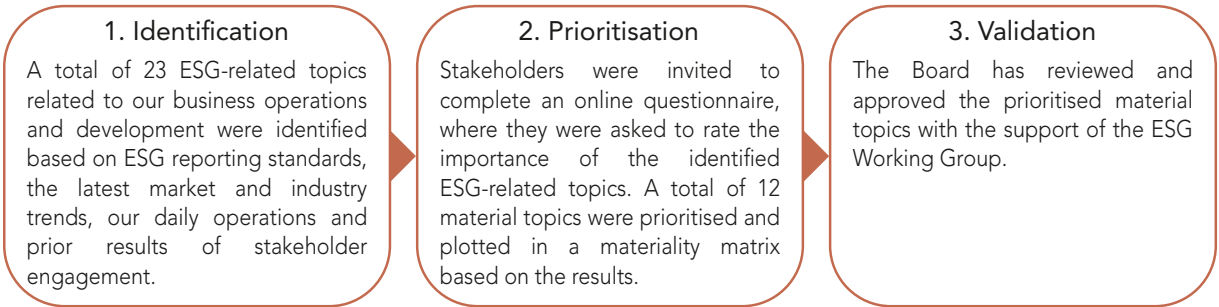 1. Identification
A total of 23 ESG-related topics
related to our business operations
and development were identified
based on ESG reporting standards,
the latest market and industry
trends, our daily operations and
prior results of stakeholder
engagement.
2. Prioritisation
Stakeholders were invited to
complete an online questionnaire,
where they were asked to rate the
importance of the identified
ESG-related topics. A total of 12
material topics were prioritised and
plotted in a materiality matrix
based on the results.
3. Validation
The Board has reviewed and
approved the prioritised material
topics with the support of the ESG
Working Group.